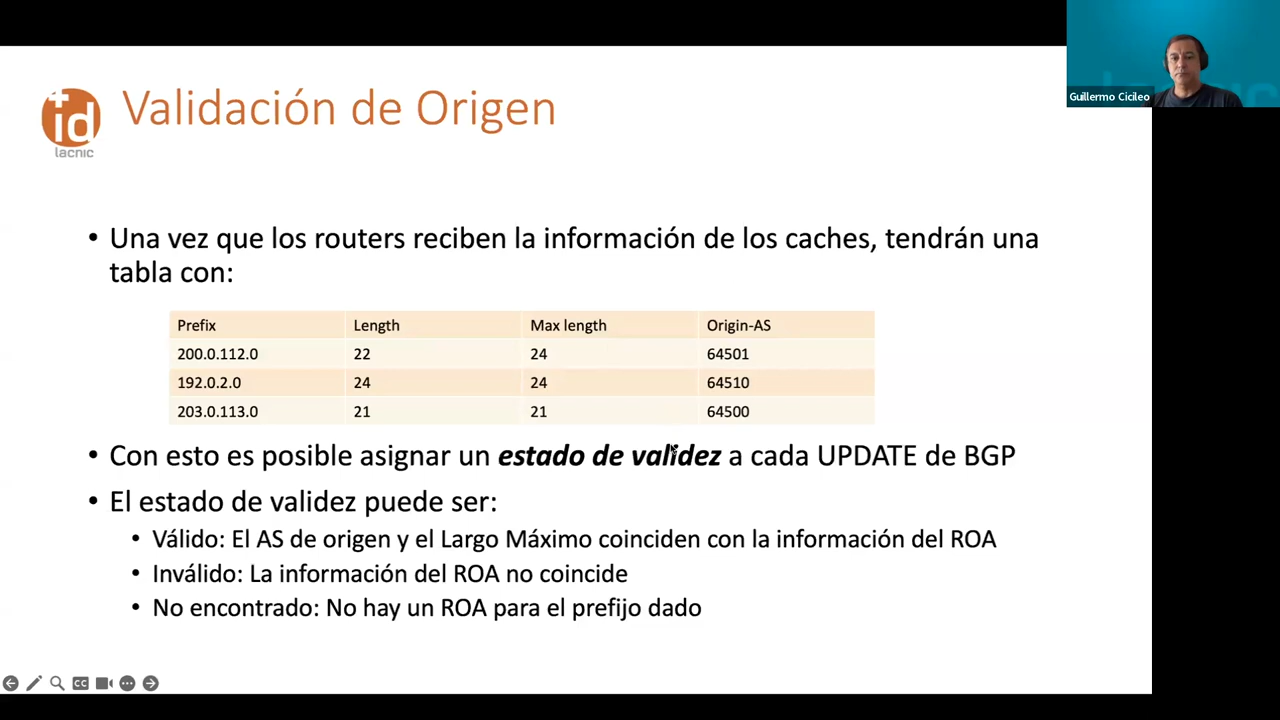 Guillermo Cicileo
id
lacnic
Validación de Origen
• Una vez que los routers reciben la información de los caches, tendrán una
tabla con:
Prefix Length Max length Origin-AS
200.0.112.0 22 24 64501
192.0.2.0 24 24 64510
203.0.113.0 21 21 64500
• Con esto es posible asignar un estado de validez a cada UPDATE de BGP
• El estado de validez puede ser:
• Válido: El AS de origen y el Largo Máximo coinciden con la información del ROA
• Inválido: La información del ROA no coincide
• No encontrado: No hay un ROA para el prefijo dado
CC